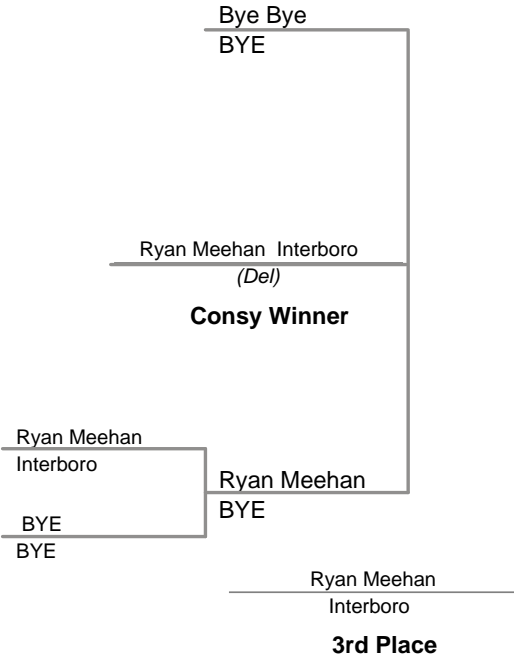 Bye Bye
BYE
Ryan Meehan Interboro
(Del)
Consy Winner
Ryan Meehan
Interboro
Ryan Meehan
BYE
BYE
BYE
Ryan Meehan
Interboro
3rd Place